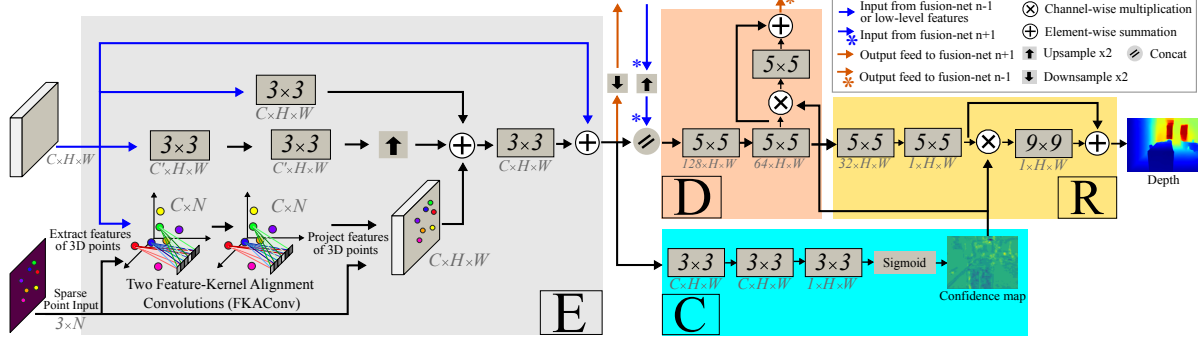 Input from fusion-net n-1
or low-level features
Input from fusion-net n+1
Output feed to fusion-net n+1
Output feed to fusion-net n-1
Channel-wise multiplication
Element-wise summation
Upsample x2
Concat
Downsample x2
C×H×W
3×3
C×H×W
3×3
C'×H×W
3×3
C'×H×W
3×3
C×H×W
Extract features
of 3D points
C×N
C×N
Project features
of 3D points
C×H×W
Two Feature-Kernel Alignment
Convolutions (FKAConv)
Sparse
Point Input
3×N
E
5×5
128×H×W
5×5
64×H×W
5×5
D
5×5
32×H×W
5×5
1×H×W
9×9
1×H×W
R
Depth
3×3
C×H×W
3×3
C×H×W
3×3
1×H×W
Sigmoid
Confidence map
C